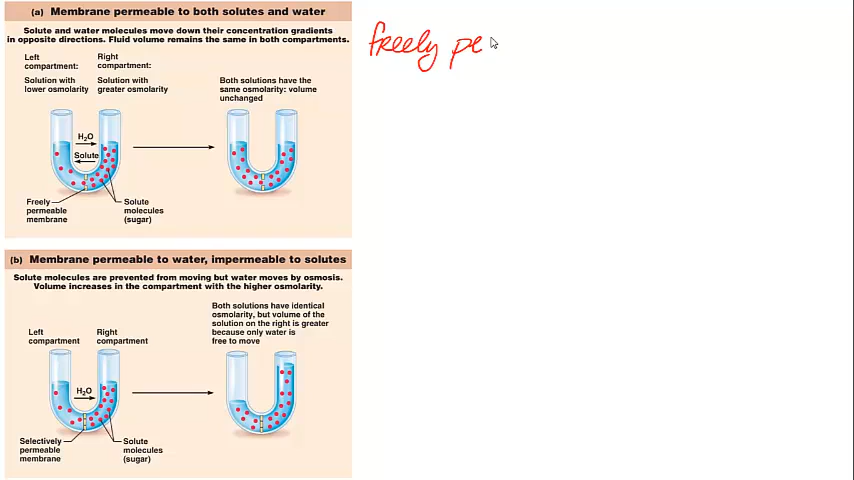 (a) Membrane permeable to both solutes and water
Solute and water molecules move down their concentration gradients
in opposite directions. Fluid volume remains the same in both compartments.
Left
compartment:
Solution with
lower osmolarity
Right
compartment:
Solution with
greater osmolarity
Both solutions have the
same osmolarity: volume
unchanged
H2O
Solute
Freely
permeable
membrane
Solute
molecules
(sugar)
(b) Membrane permeable to water, impermeable to solutes
Solute molecules are prevented from moving but water moves by osmosis.
Volume increases in the compartment with the higher osmolarity.
Left
compartment
Right
compartment
Both solutions have identical
osmolarity, but volume of the
solution on the right is greater
because only water is
free to move
H2O
Selectively
permeable
membrane
Solute
molecules
(sugar)
freely pe